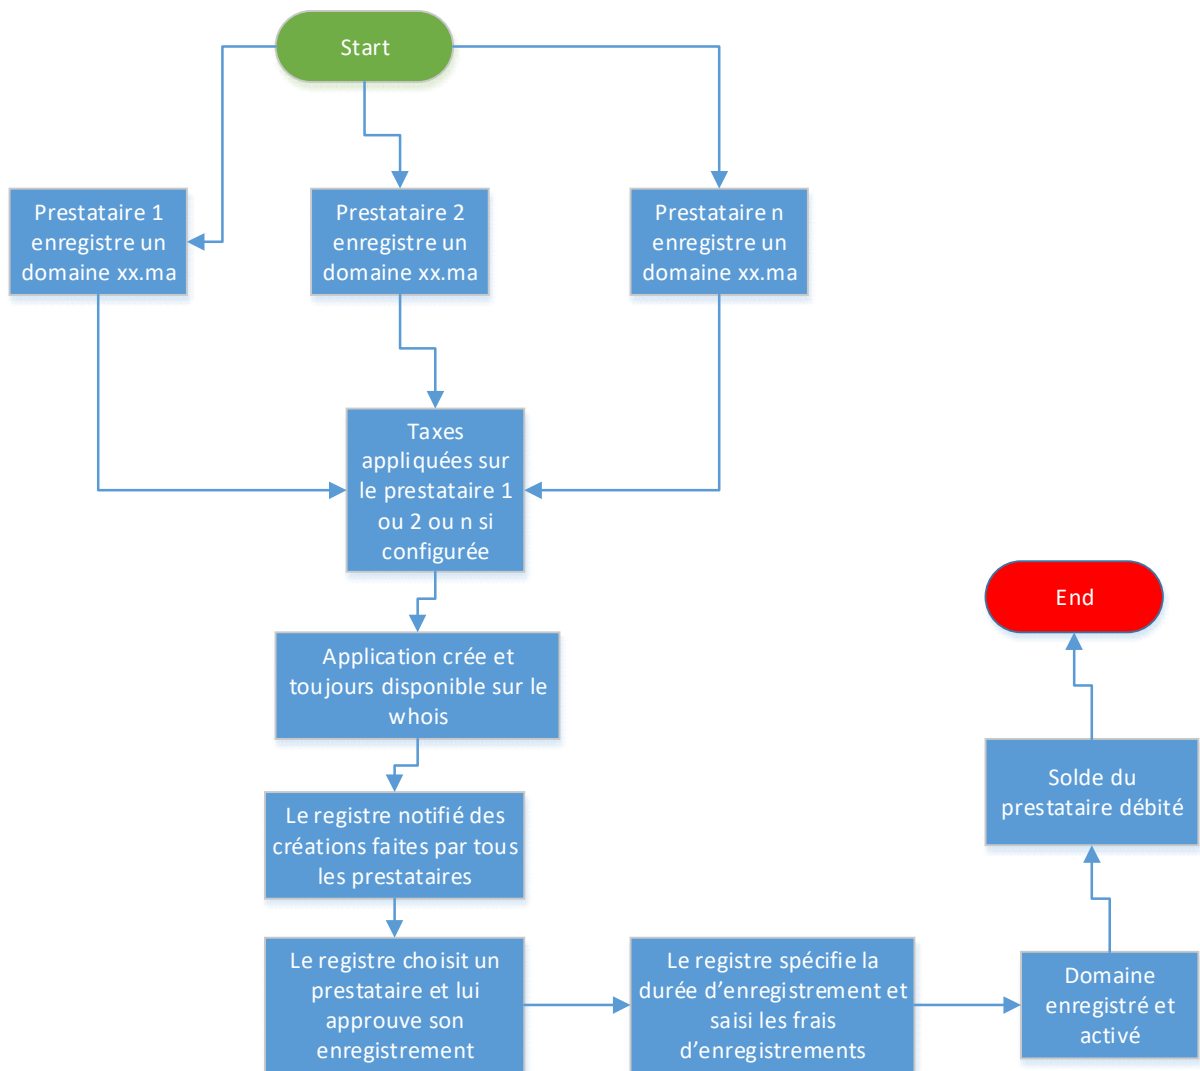 Start
Prestataire 1
enregistre un
domaine xx.ma
Prestataire 2
enregistre un
domaine xx.ma
Prestataire n
enregistre un
domaine xx.ma
Taxes
appliquées sur
le prestataire 1
ou 2 ou n si
configurée
Application crée et
toujours disponible sur le
whois
Le registre notifié des
créations faites par tous
les prestataires
Le registre choisit un
prestataire et lui
approuve son
enregistrement
Le registre spécifie la
durée d’enregistrement et
saisi les frais
d’enregistrements
Domaine
enregistré et
activé
Solde du
prestataire débité
End